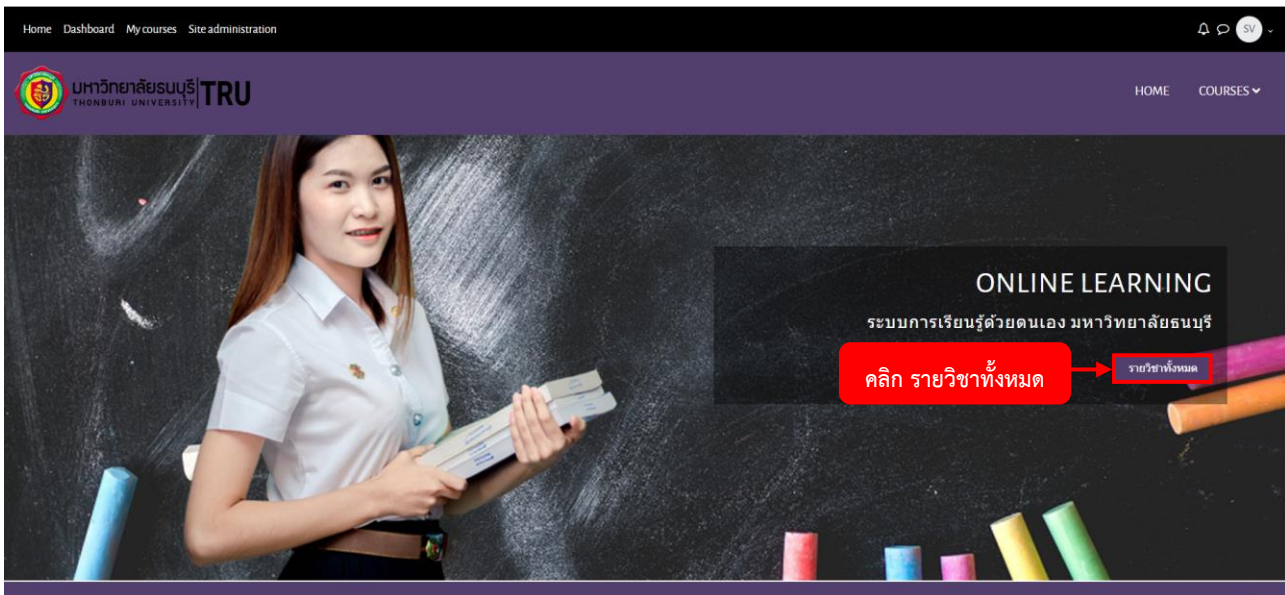 Home Dashboard My courses Site administration
SV
มหาวิทยาลัยธนบุรี TRU
THONBURI UNIVERSITY
HOME COURSES
ONLINE LEARNING
ระบบการเรียนรู้ด้วยตนเอง มหาวิทยาลัยธนบุรี
คลิก รายวิชาทั้งหมด
รายวิชาทั้งหมด